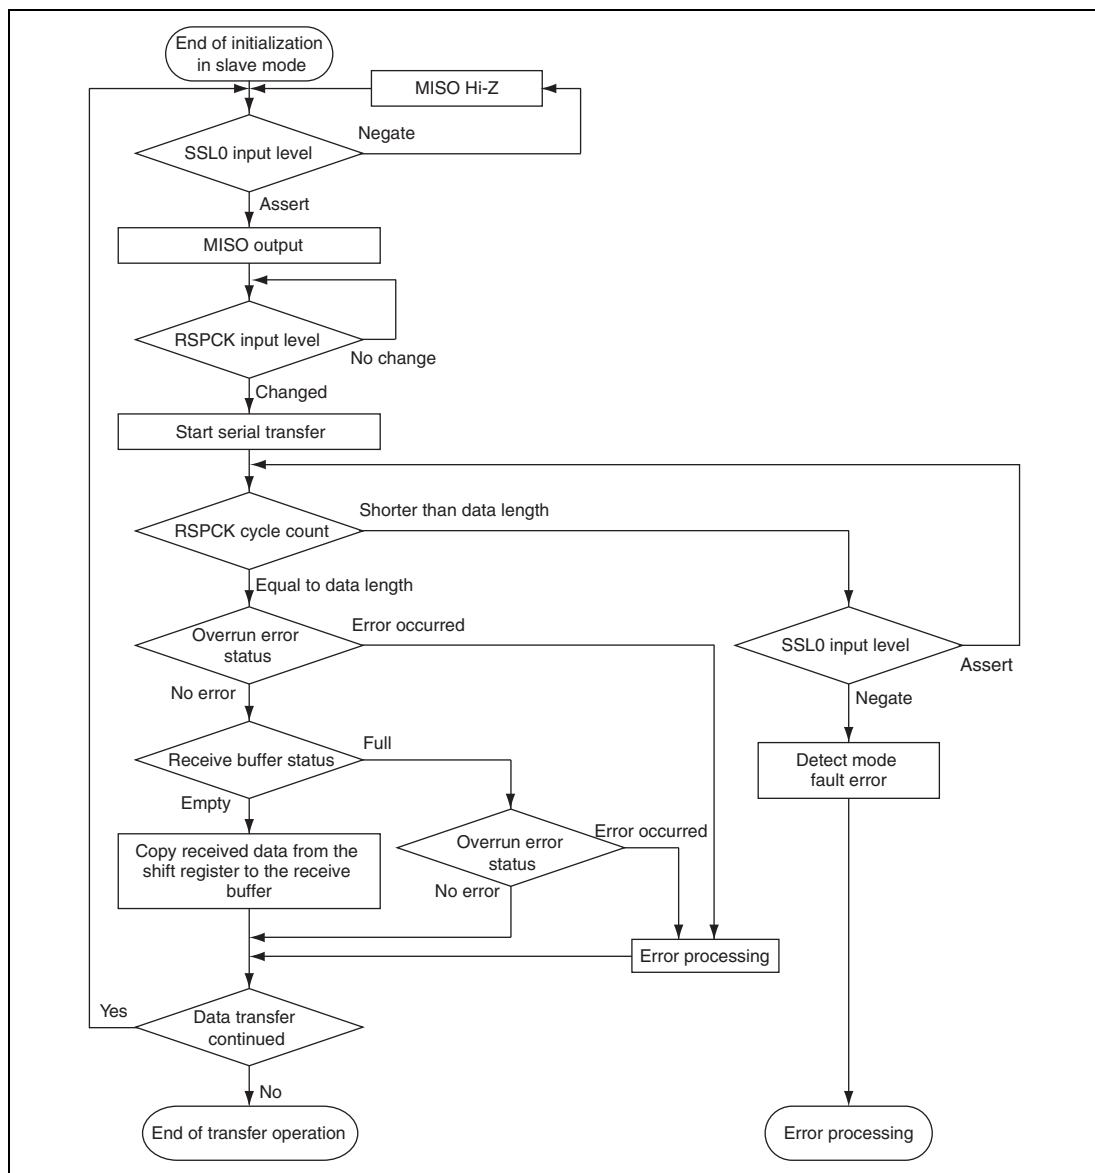 End of initialization
in slave mode
MISO Hi-Z
Negate
SSL0 input level
Assert
MISO output
RSPCK input level
No change
Changed
Start serial transfer
Shorter than data length
RSPCK cycle count
Equal to data length
Overrun error
status
Error occurred
SSL0 input level
Assert
No error
Negate
Receive buffer status
Full
Detect mode
fault error
Empty
Copy received data from the
shift register to the receive
buffer
Overrun error
status
Error occurred
No error
Error processing
Yes
Data transfer
continued
No
End of transfer operation
Error processing